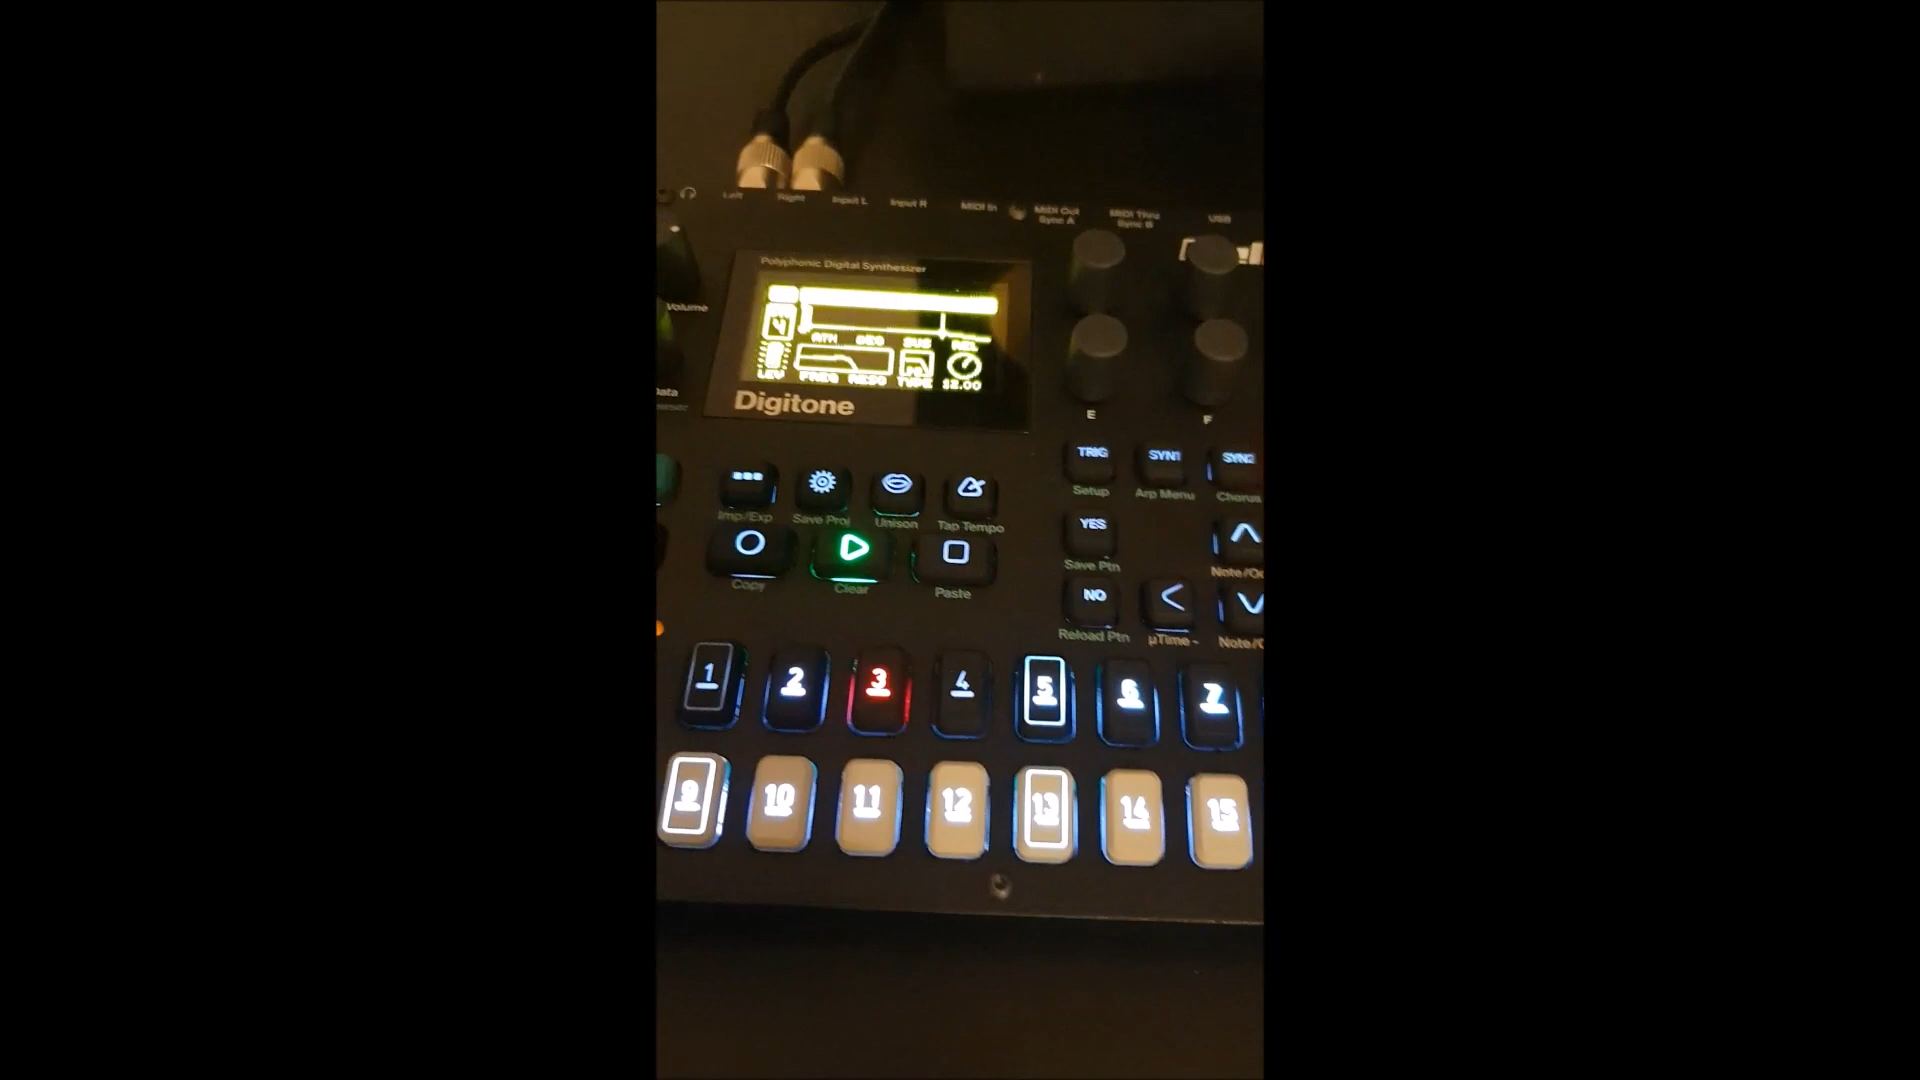 Left Right Input L Input R MIDI In MIDI Out MIDI Thru USB
Sync A Sync B
Polyphonic Digital Synthesizer
Volume
ATK DEC SUS REL
LEV FREQ RESO TYPE 12.00
Digitone
E F
TRIG SYN1 SYN2
Setup Arp Menu Chorus
Imp/Exp Save Proj Unison Tap Tempo
YES
Save Ptn
Copy Clear Paste
NO
Reload Ptn µTime-
1 2 3 4 5 6 7
9 10 11 12 13 14 15